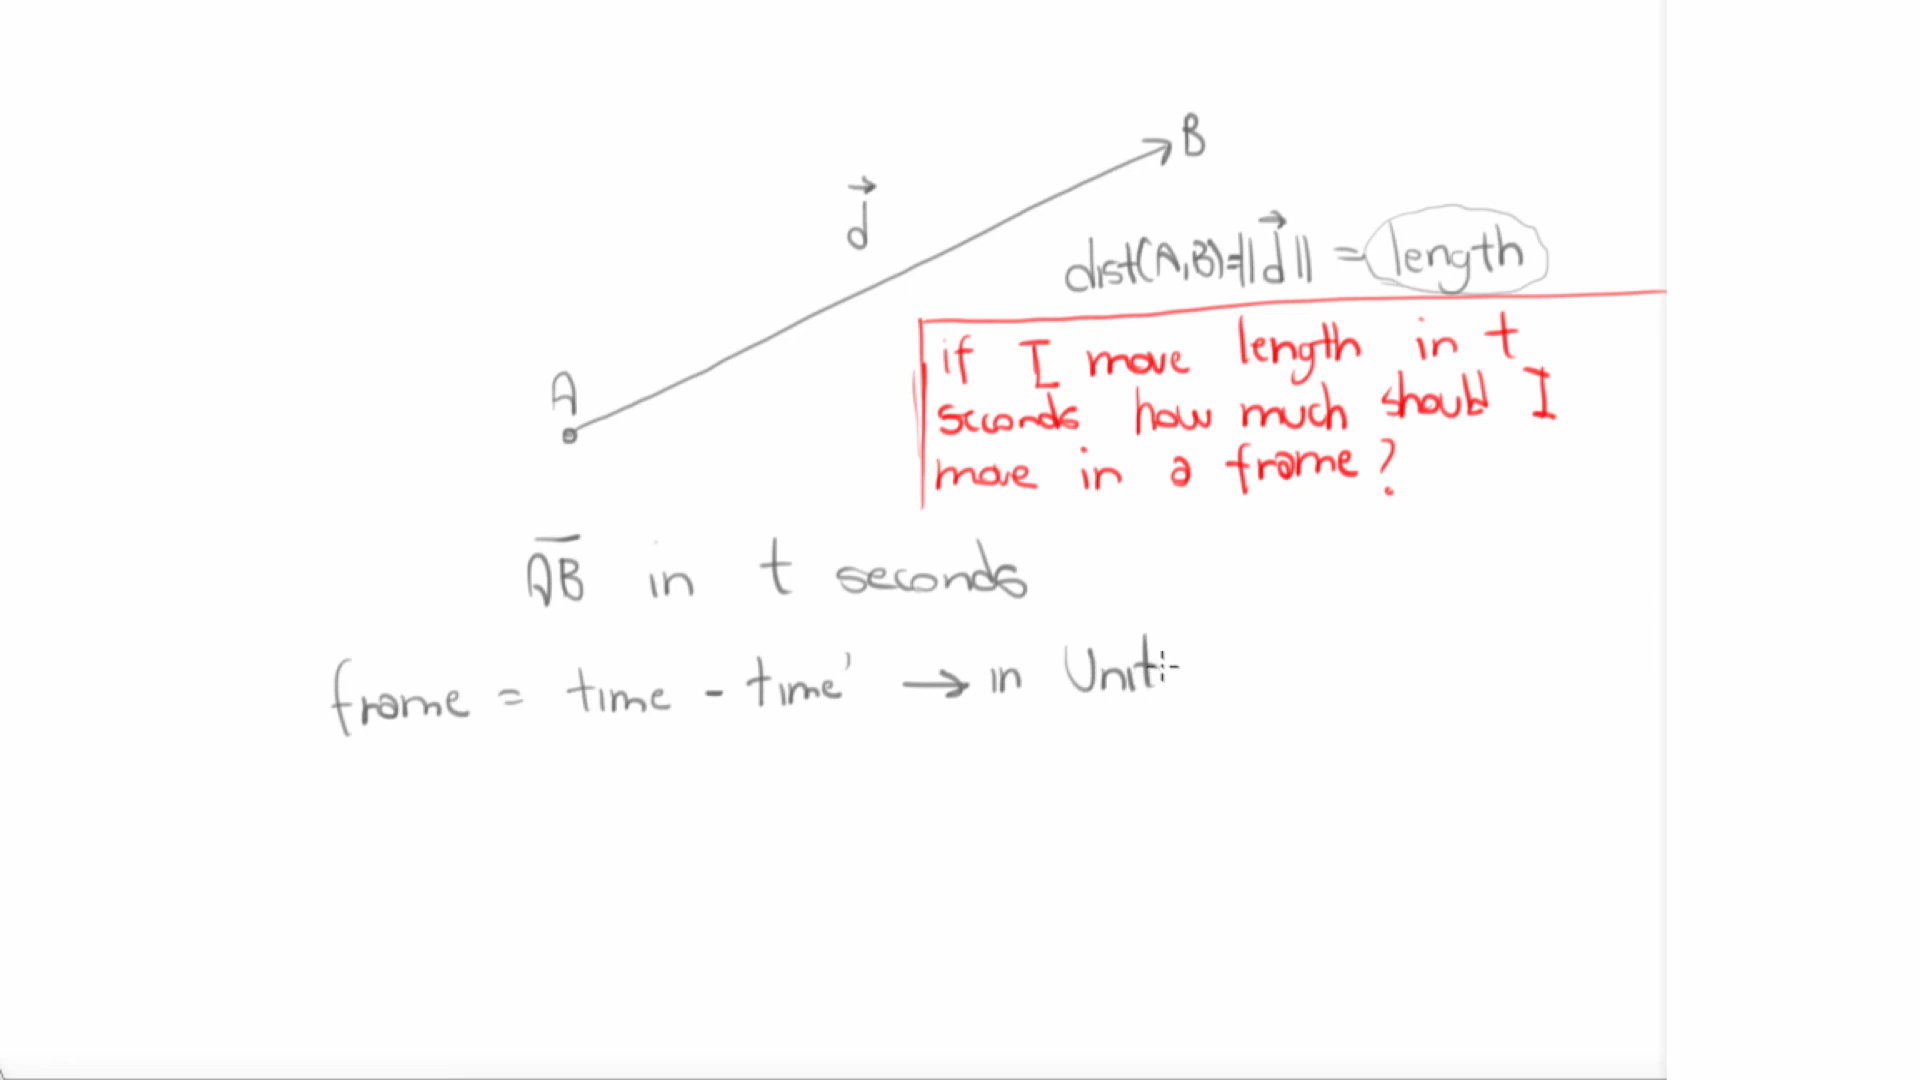 B
d⃗
dist(A,B)=||d⃗|| = length
if I move length in t
seconds how much should I
move in a frame?
A
A̅B̅ in t seconds
frame = time - time' → in Unit